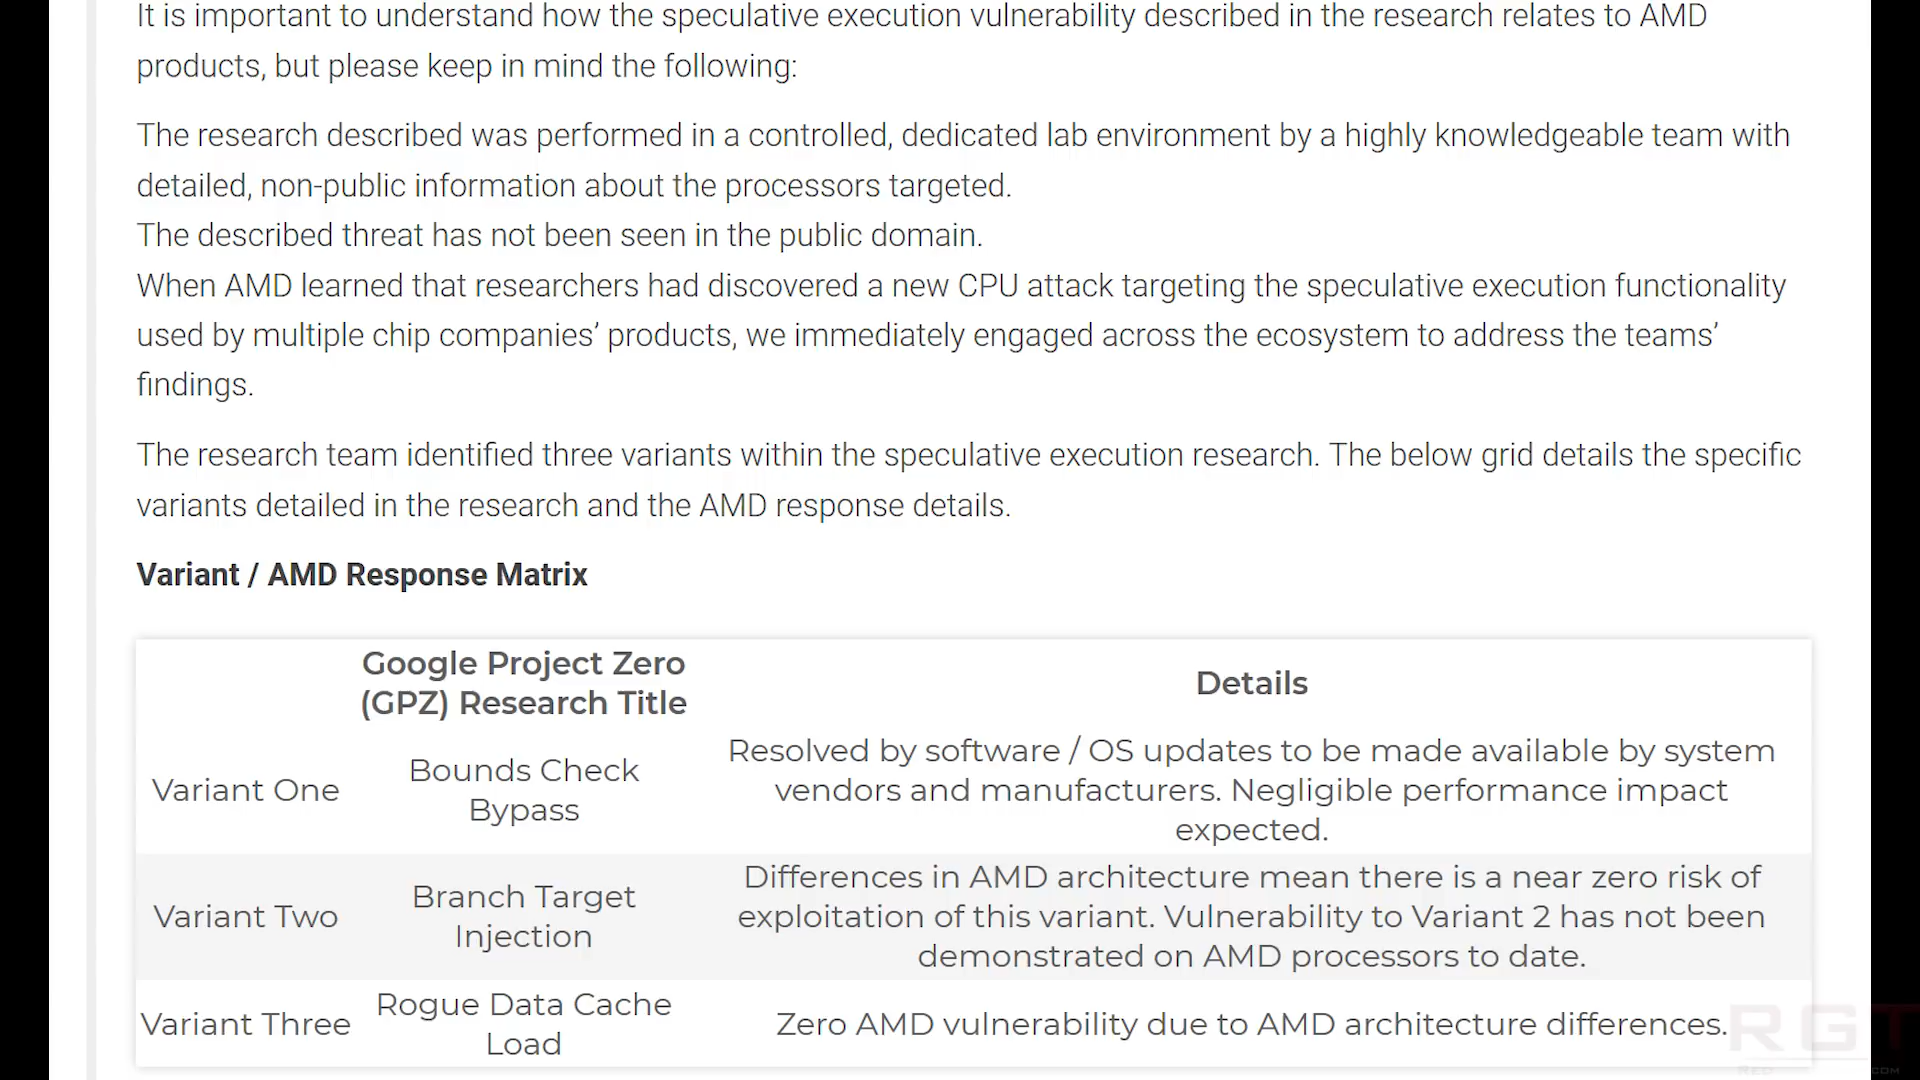 It is important to understand how the speculative execution vulnerability described in the research relates to AMD
products, but please keep in mind the following:
The research described was performed in a controlled, dedicated lab environment by a highly knowledgeable team with
detailed, non-public information about the processors targeted.
The described threat has not been seen in the public domain.
When AMD learned that researchers had discovered a new CPU attack targeting the speculative execution functionality
used by multiple chip companies’ products, we immediately engaged across the ecosystem to address the teams’
findings.
The research team identified three variants within the speculative execution research. The below grid details the specific
variants detailed in the research and the AMD response details.
Variant / AMD Response Matrix
Google Project Zero
(GPZ) Research Title
Details
Variant One
Bounds Check
Bypass
Resolved by software / OS updates to be made available by system
vendors and manufacturers. Negligible performance impact
expected.
Variant Two
Branch Target
Injection
Differences in AMD architecture mean there is a near zero risk of
exploitation of this variant. Vulnerability to Variant 2 has not been
demonstrated on AMD processors to date.
Variant Three
Rogue Data Cache
Load
Zero AMD vulnerability due to AMD architecture differences.
RGT